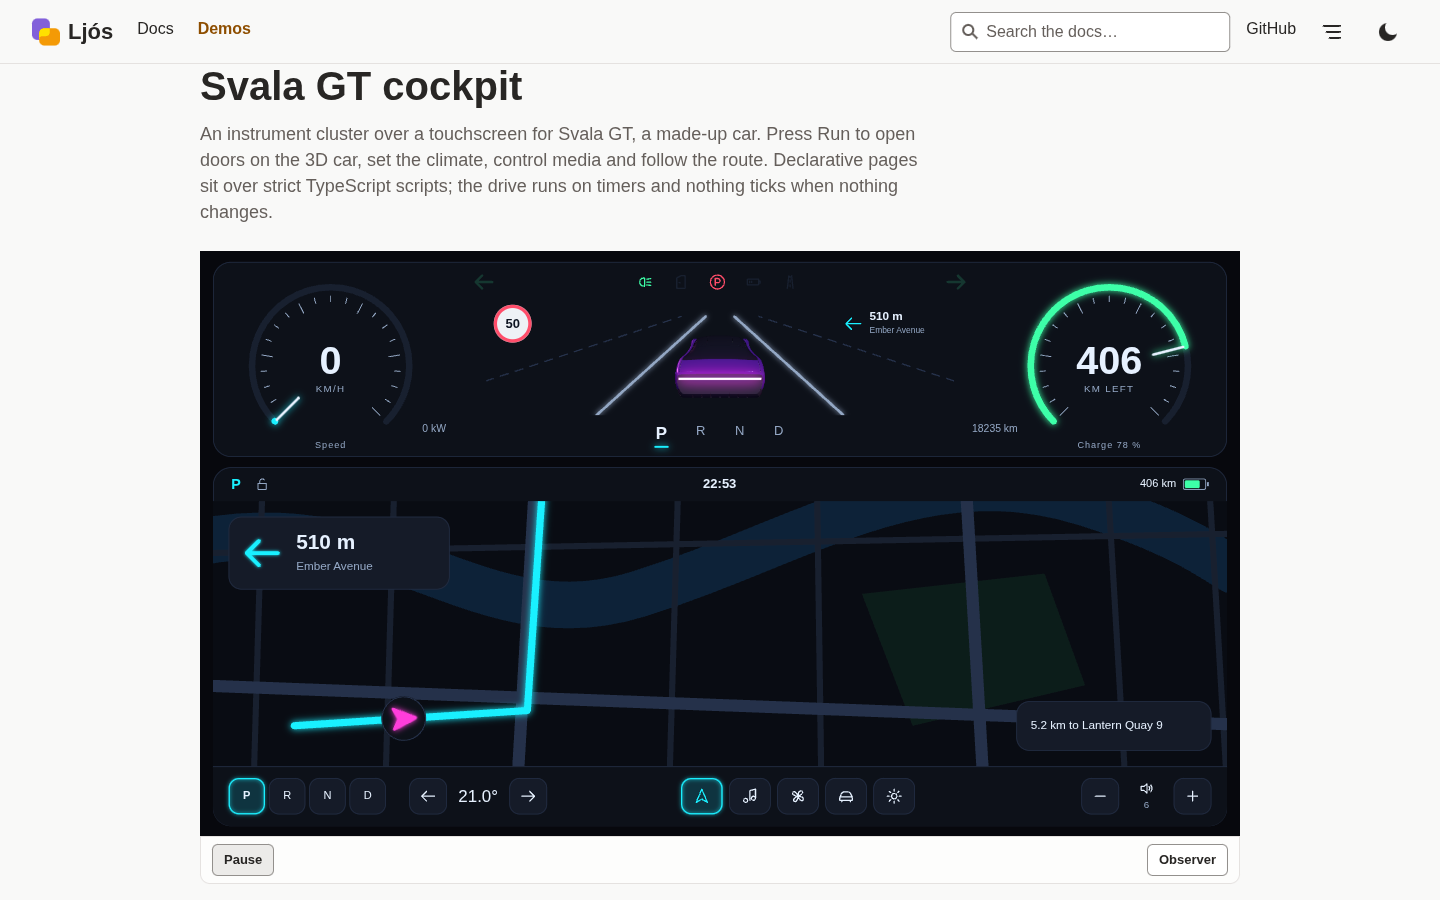 Ljós
Docs
Demos
Search the docs…
GitHub
Svala GT cockpit
An instrument cluster over a touchscreen for Svala GT, a made-up car. Press Run to open
doors on the 3D car, set the climate, control media and follow the route. Declarative pages
sit over strict TypeScript scripts; the drive runs on timers and nothing ticks when nothing
changes.
50
510 m
Ember Avenue
0
KM/H
406
KM LEFT
0 kW
P R N D
18235 km
Speed
Charge 78 %
P
22:53
406 km
510 m
Ember Avenue
5.2 km to Lantern Quay 9
P R N D
21.0°
6
Pause
Observer